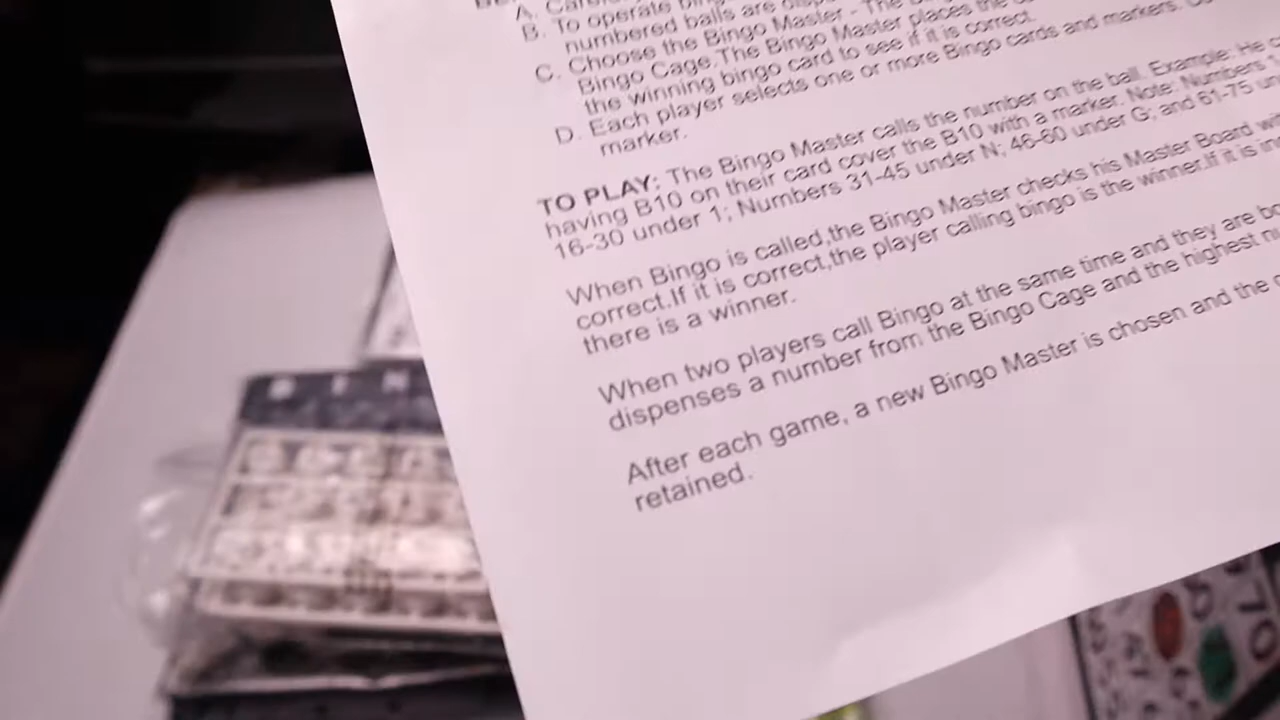 A. 
B. To operate
numbered balls are
C. Choose the Bingo Master - The
Bingo Cage.The Bingo Master places the
the winning bingo card to see if it is correct.
D. Each player selects one or more Bingo cards and markers.
marker.
TO PLAY: The Bingo Master calls the number on the ball. Example: He
having B10 on their card cover the B10 with a marker. Note: Numbers
16-30 under 1; Numbers 31-45 under N; 46-60 under G; and 61-75
When Bingo is called,the Bingo Master checks his Master Board
correct.If it is correct,the player calling bingo is the winner.If it is
there is a winner.
When two players call Bingo at the same time and they are
dispenses a number from the Bingo Cage and the highest
After each game, a new Bingo Master is chosen and the
retained.
B I N
70